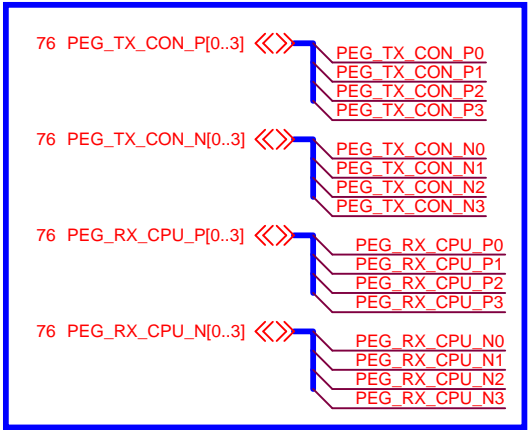 76 PEG_TX_CON_P[0..3]
PEG_TX_CON_P0
PEG_TX_CON_P1
PEG_TX_CON_P2
PEG_TX_CON_P3
76 PEG_TX_CON_N[0..3]
PEG_TX_CON_N0
PEG_TX_CON_N1
PEG_TX_CON_N2
PEG_TX_CON_N3
76 PEG_RX_CPU_P[0..3]
PEG_RX_CPU_P0
PEG_RX_CPU_P1
PEG_RX_CPU_P2
PEG_RX_CPU_P3
76 PEG_RX_CPU_N[0..3]
PEG_RX_CPU_N0
PEG_RX_CPU_N1
PEG_RX_CPU_N2
PEG_RX_CPU_N3